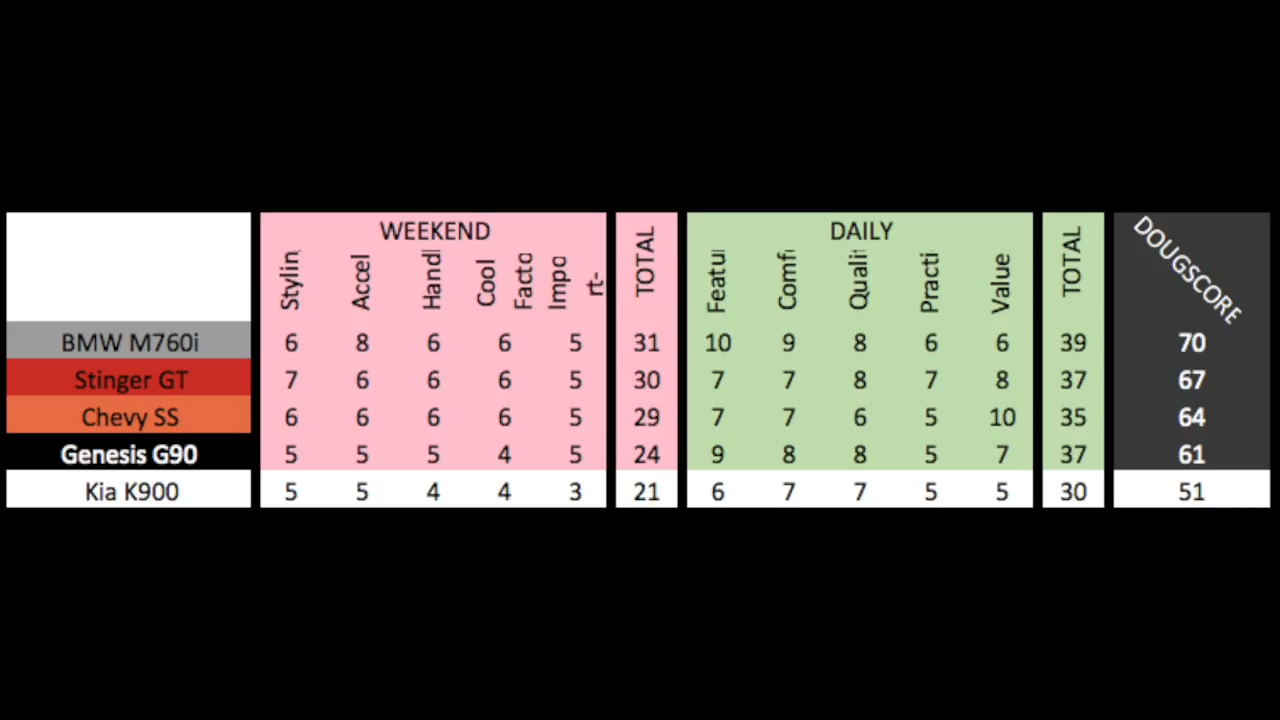 WEEKEND TOTAL DAILY TOTAL DOUGSCORE
Stylin Accel Handl Cool Facto Impo rt- Featu Comf Quali Practi Value
BMW M760i 6 8 6 6 5 31 10 9 8 6 6 39 70
Stinger GT 7 6 6 6 5 30 7 7 8 7 8 37 67
Chevy SS 6 6 6 6 5 29 7 7 6 5 10 35 64
Genesis G90 5 5 5 4 5 24 9 8 8 5 7 37 61
Kia K900 5 5 4 4 3 21 6 7 7 5 5 30 51